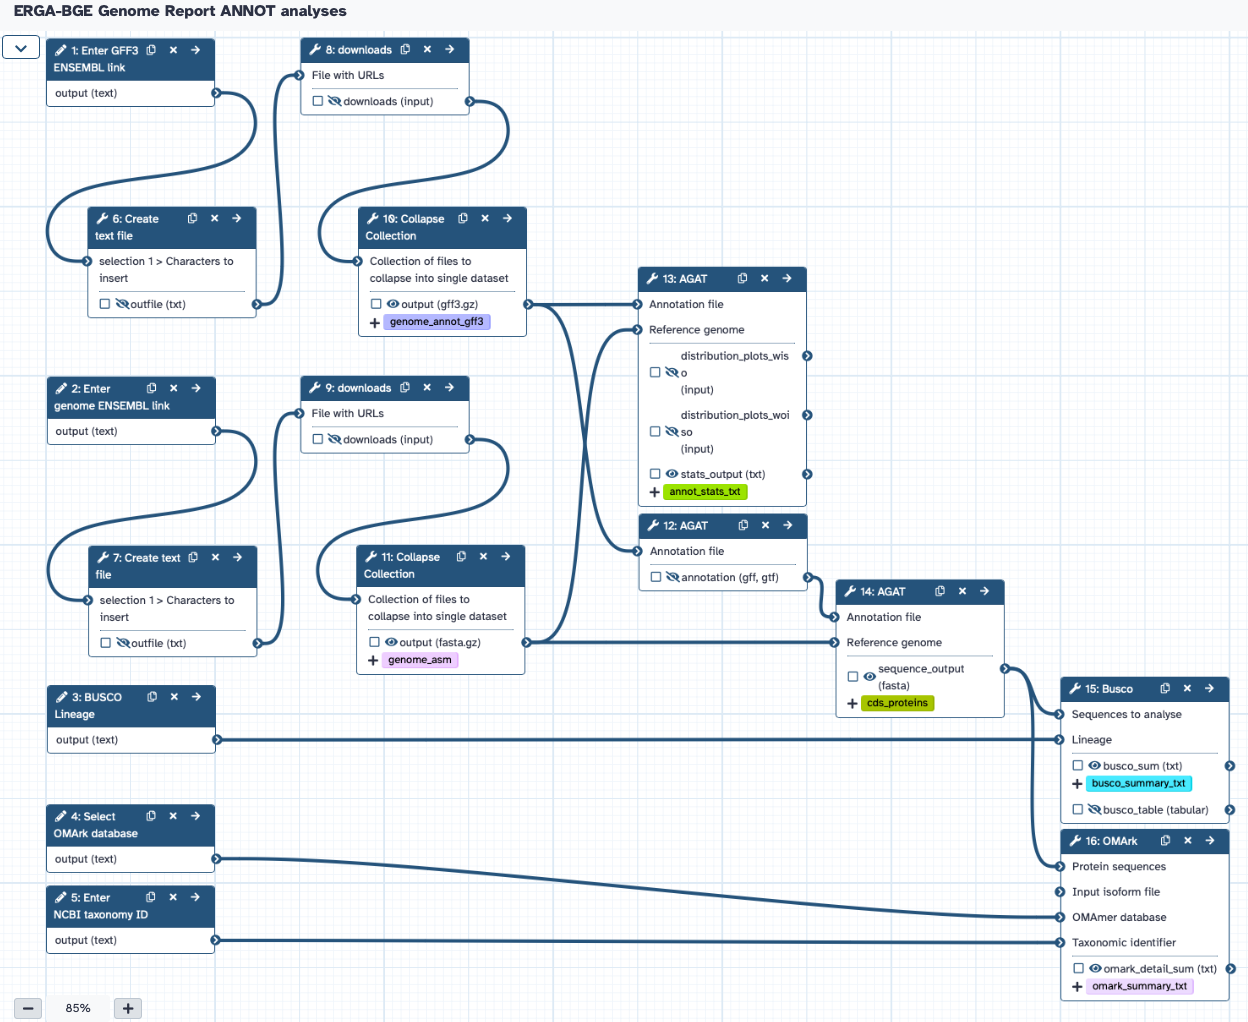 ERGA-BGE Genome Report ANNOT analyses
1: Enter GFF3
ENSEMBL link
output (text)
8: downloads
File with URLs
downloads (input)
6: Create
text file
selection 1 > Characters to
insert
outfile (txt)
10: Collapse
Collection
Collection of files to
collapse into single dataset
output (gff3.gz)
genome_annot_gff3
13: AGAT
Annotation file
Reference genome
distribution_plots_wis
o
(input)
distribution_plots_woi
so
(input)
stats_output (txt)
annot_stats_txt
2: Enter
genome ENSEMBL link
output (text)
9: downloads
File with URLs
downloads (input)
7: Create text
file
selection 1 > Characters to
insert
outfile (txt)
11: Collapse
Collection
Collection of files to
collapse into single dataset
output (fasta.gz)
genome_asm
12: AGAT
Annotation file
annotation (gff, gtf)
14: AGAT
Annotation file
Reference genome
sequence_output
(fasta)
cds_proteins
3: BUSCO
Lineage
output (text)
15: Busco
Sequences to analyse
Lineage
busco_sum (txt)
busco_summary_txt
busco_table (tabular)
4: Select
OMArk database
output (text)
5: Enter
NCBI taxonomy ID
output (text)
16: OMArk
Protein sequences
Input isoform file
OMAmer database
Taxonomic identifier
omark_detail_sum (txt)
omark_summary_txt
85%